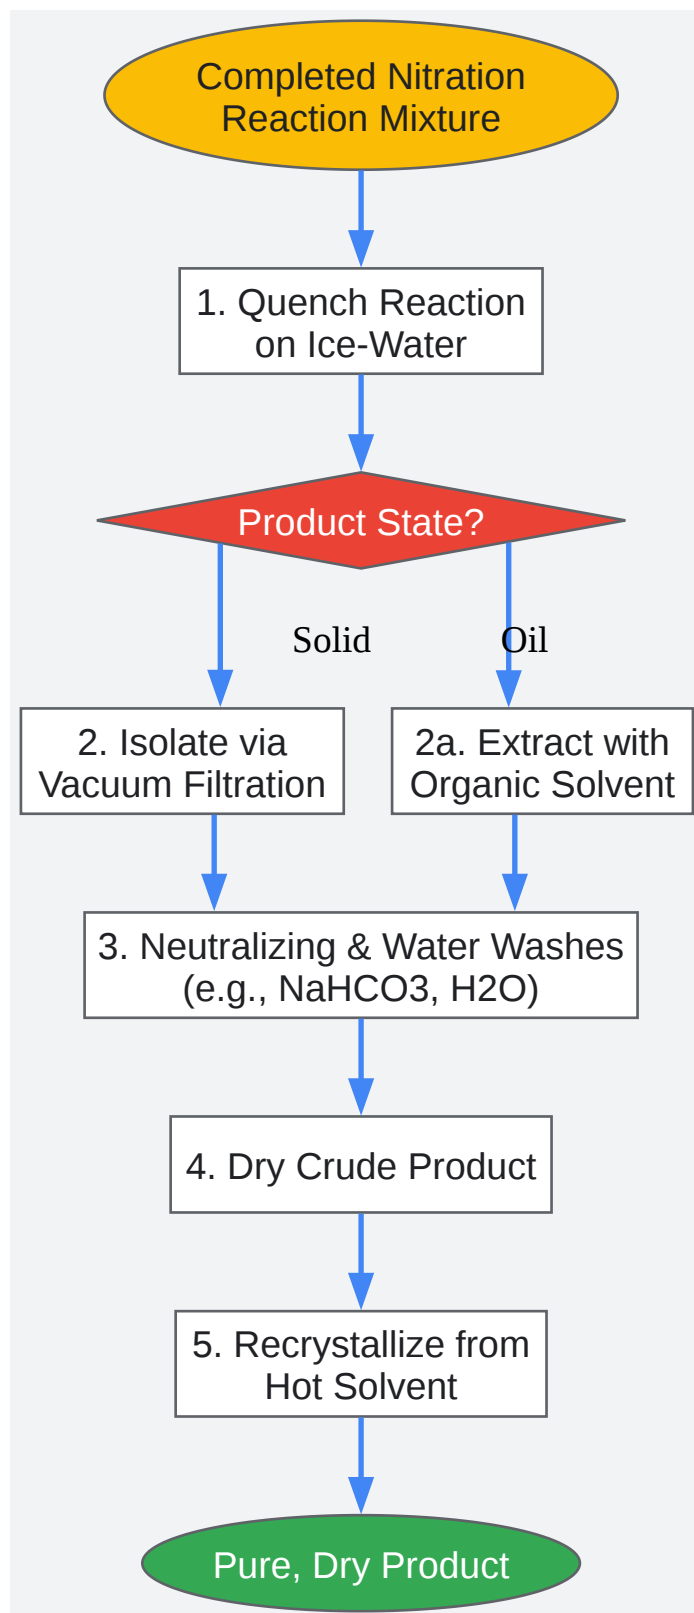 Completed Nitration
Reaction Mixture
1. Quench Reaction
on Ice-Water
Product State?
Solid
Oil
2. Isolate via
Vacuum Filtration
2a. Extract with
Organic Solvent
3. Neutralizing & Water Washes
(e.g., NaHCO3, H2O)
4. Dry Crude Product
5. Recrystallize from
Hot Solvent
Pure, Dry Product